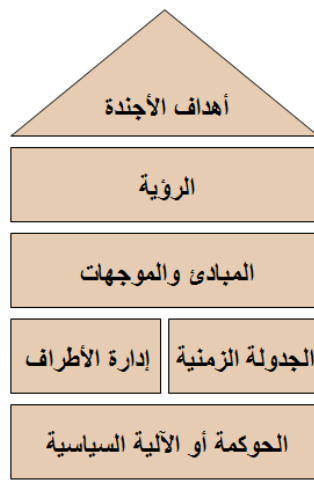 أهداف الأجندة
الرؤية
المبادئ والموجهات
الجدولة الزمنية
إدارة الأطراف
الحوكمة أو الآلية السياسية